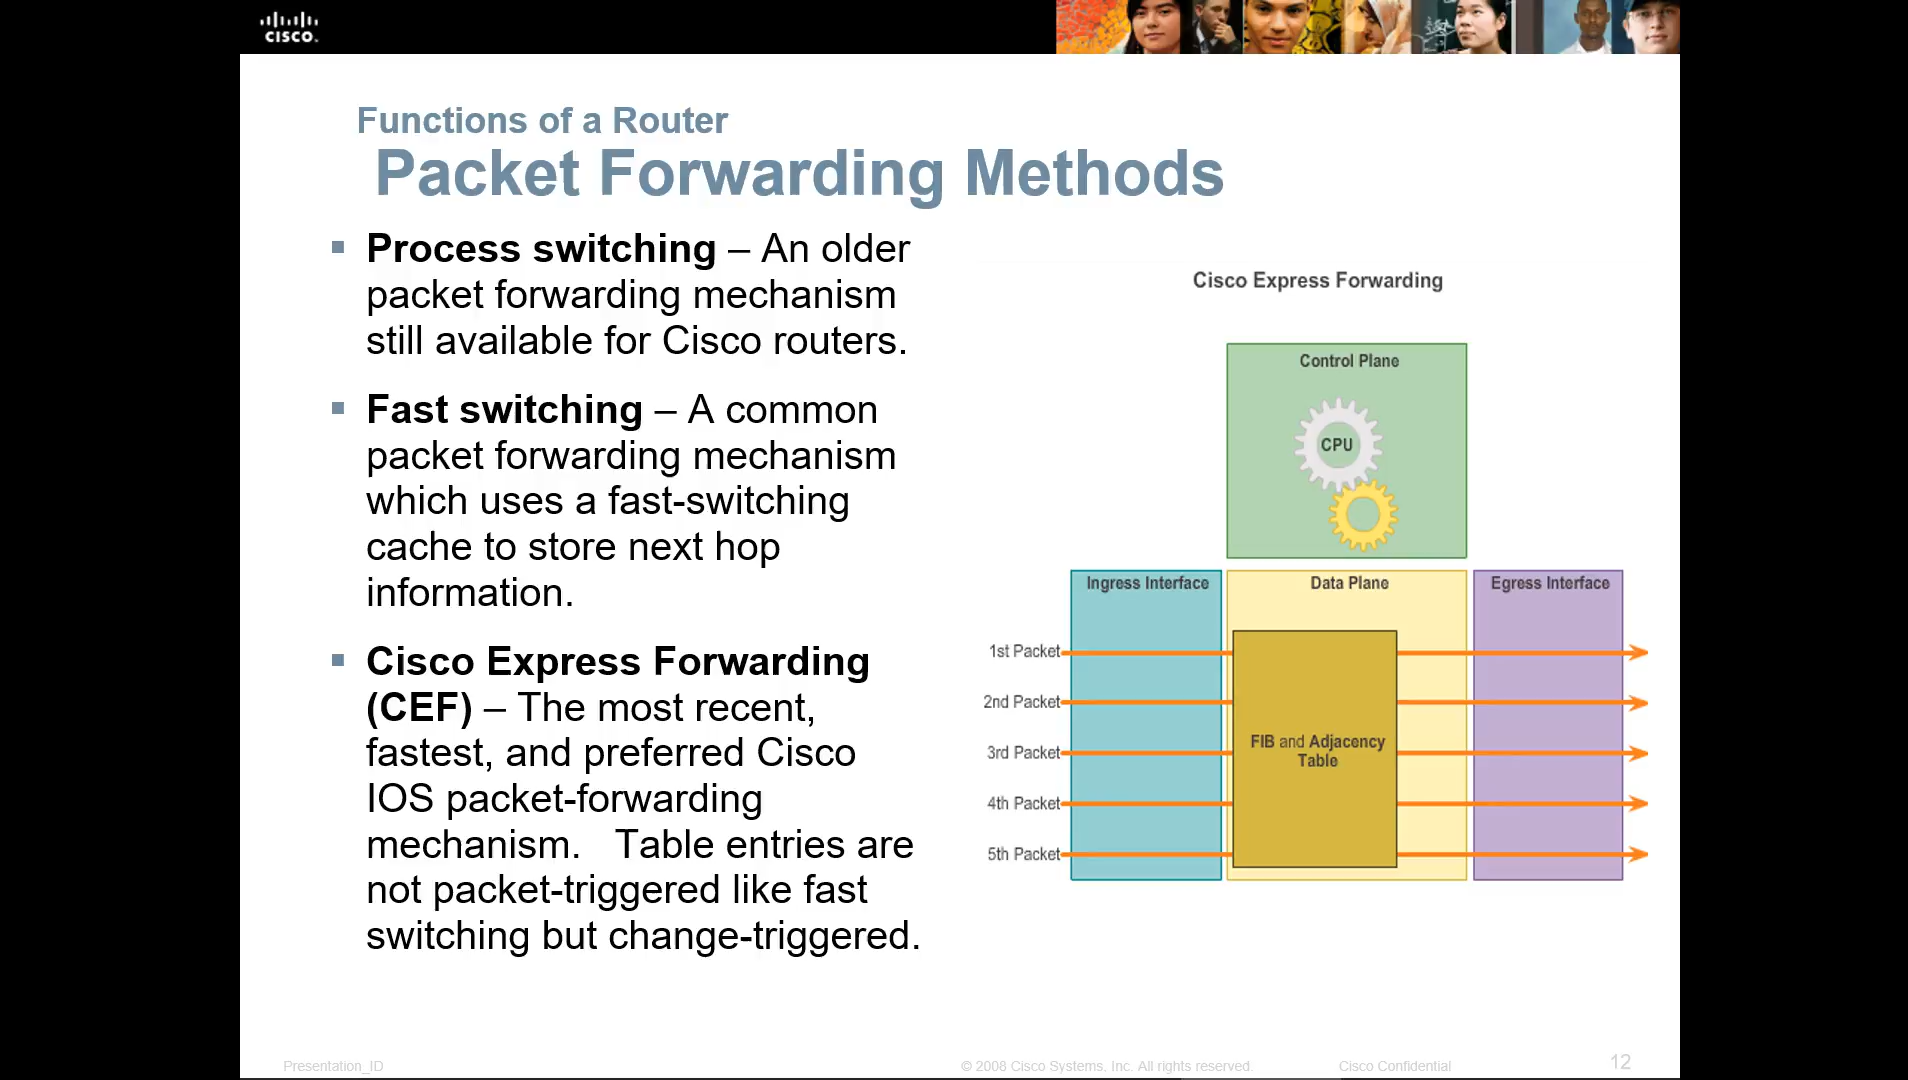 CISCO.
Functions of a Router
Packet Forwarding Methods
Process switching – An older
packet forwarding mechanism
still available for Cisco routers.
Fast switching – A common
packet forwarding mechanism
which uses a fast-switching
cache to store next hop
information.
Cisco Express Forwarding
(CEF) – The most recent,
fastest, and preferred Cisco
IOS packet-forwarding
mechanism.   Table entries are
not packet-triggered like fast
switching but change-triggered.
Cisco Express Forwarding
Control Plane
CPU
Ingress Interface
Data Plane
Egress Interface
1st Packet
2nd Packet
3rd Packet
4th Packet
5th Packet
FIB and Adjacency
Table
Presentation_ID
© 2008 Cisco Systems, Inc. All rights reserved.
Cisco Confidential
12